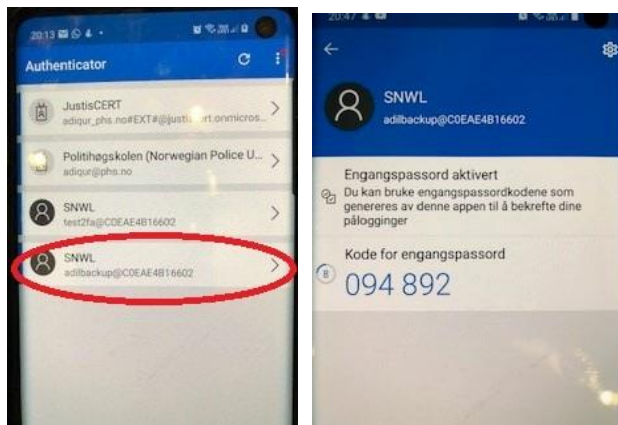 20:13
Authenticator
JustisCERT
adiqur_phs.no#EXT#@justiscert.onmicros...
Politihøgskolen (Norwegian Police U...
adiqur@phs.no
SNWL
test2fa@C0EAE4B16602
SNWL
adilbackup@C0EAE4B16602
20:47
SNWL
adilbackup@C0EAE4B16602
Engangspassord aktivert
Du kan bruke engangspassordkodene som
genereres av denne appen til å bekrefte dine
pålogginger
Kode for engangspassord
8
094 892